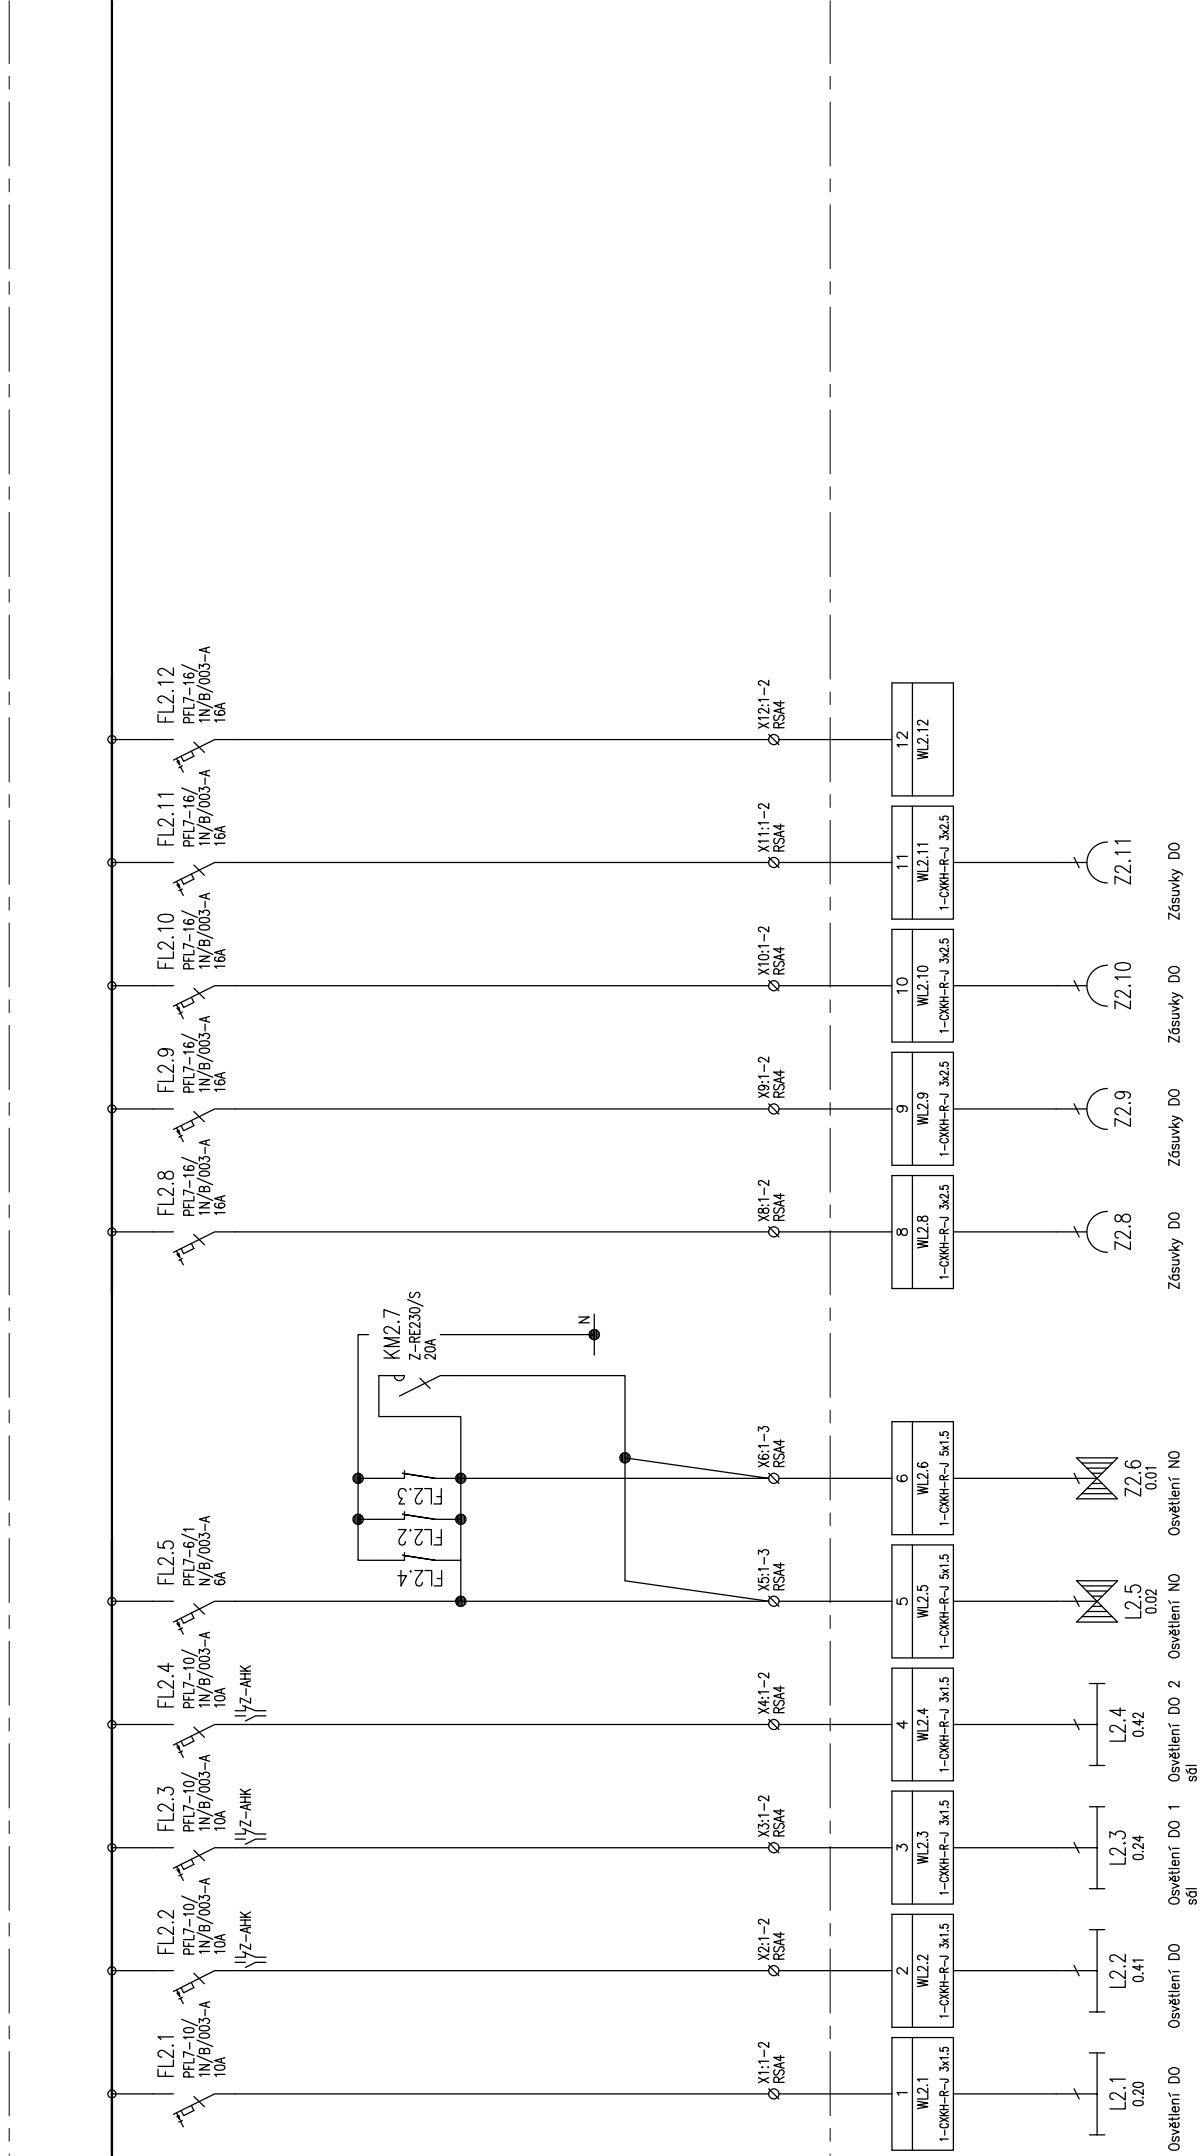 FL2.1
PFL7-10/
1N/B/003-A
10A
FL2.2
PFL7-10/
1N/B/003-A
10A
Z-AHK
FL2.3
PFL7-10/
1N/B/003-A
10A
Z-AHK
FL2.4
PFL7-10/
1N/B/003-A
10A
Z-AHK
FL2.5
PFL7-6/1
N/B/003-A
6A
FL2.4
FL2.2
FL2.3
KM2.7
Z-RE230/S
20A
N
FL2.8
PFL7-16/
1N/B/003-A
16A
FL2.9
PFL7-16/
1N/B/003-A
16A
FL2.10
PFL7-16/
1N/B/003-A
16A
FL2.11
PFL7-16/
1N/B/003-A
16A
FL2.12
PFL7-16/
1N/B/003-A
16A
X1:1-2
RSA4
X2:1-2
RSA4
X3:1-2
RSA4
X4:1-2
RSA4
X5:1-3
RSA4
X6:1-3
RSA4
X8:1-2
RSA4
X9:1-2
RSA4
X10:1-2
RSA4
X11:1-2
RSA4
X12:1-2
RSA4
1
WL2.1
1-CXKH-R-J 3x1.5
2
WL2.2
1-CXKH-R-J 3x1.5
3
WL2.3
1-CXKH-R-J 3x1.5
4
WL2.4
1-CXKH-R-J 3x1.5
5
WL2.5
1-CXKH-R-J 5x1.5
6
WL2.6
1-CXKH-R-J 5x1.5
8
WL2.8
1-CXKH-R-J 3x2.5
9
WL2.9
1-CXKH-R-J 3x2.5
10
WL2.10
1-CXKH-R-J 3x2.5
11
WL2.11
1-CXKH-R-J 3x2.5
12
WL2.12
L2.1
0.20
Osvětlení DO
L2.2
0.41
Osvětlení DO
L2.3
0.24
Osvětlení DO 1
sál
L2.4
0.42
Osvětlení DO 2
sál
L2.5
0.02
Osvětlení NO
Z2.6
0.01
Osvětlení NO
Z2.8
Zásuvky DO
Z2.9
Zásuvky DO
Z2.10
Zásuvky DO
Z2.11
Zásuvky DO